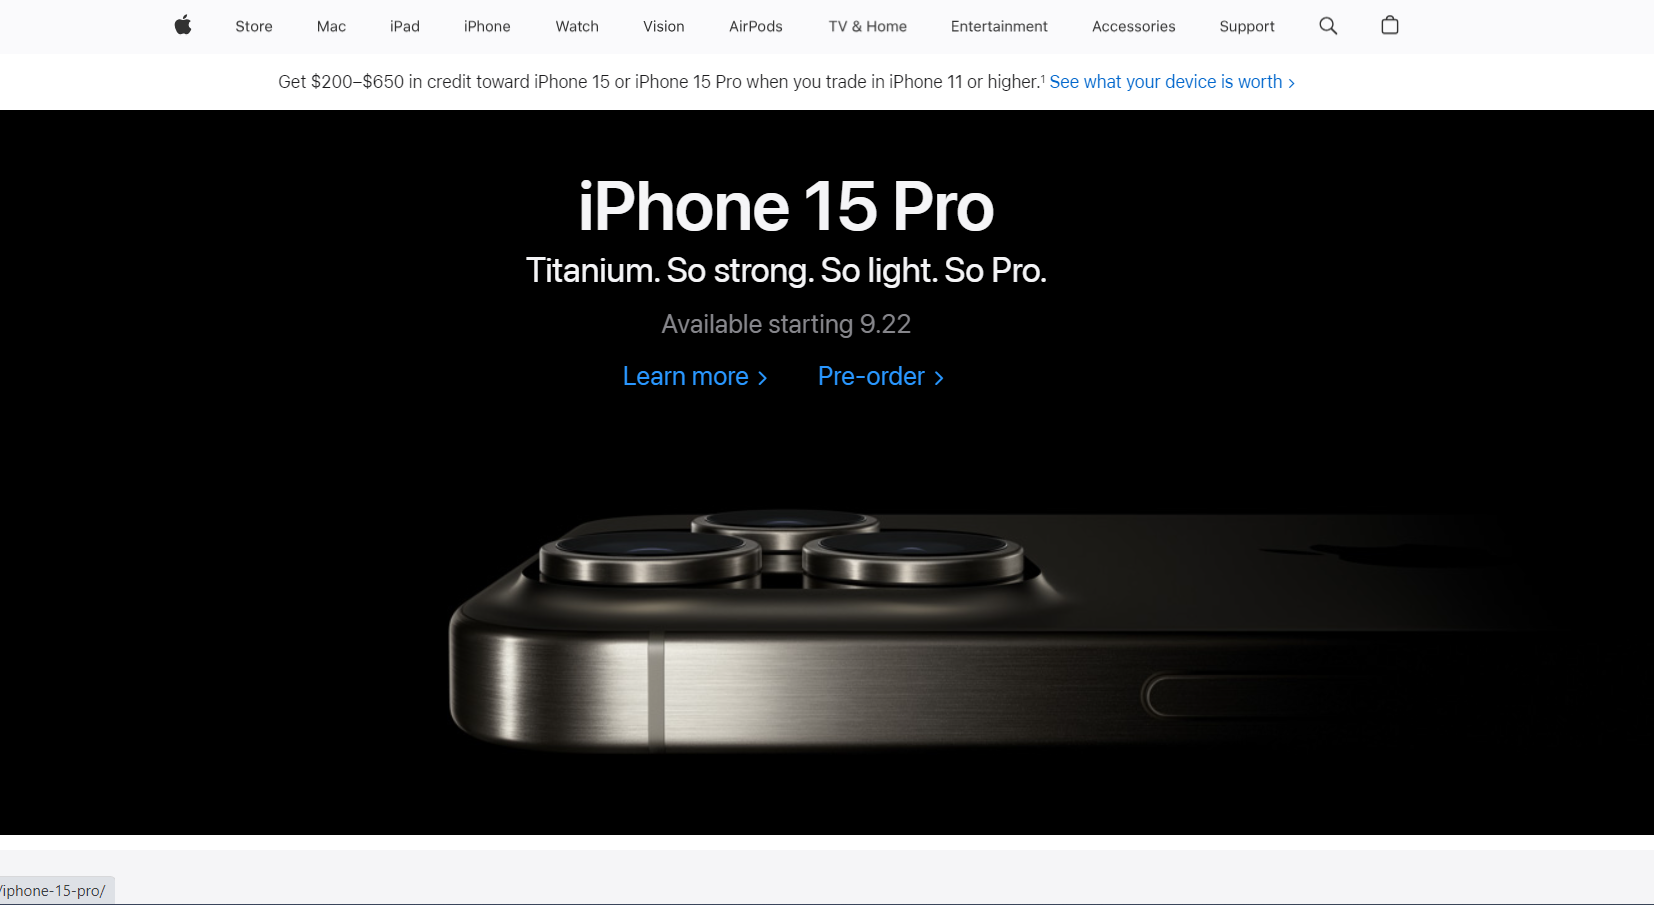 Store Mac iPad iPhone Watch Vision AirPods TV & Home Entertainment Accessories Support
Get $200–$650 in credit toward iPhone 15 or iPhone 15 Pro when you trade in iPhone 11 or higher.¹ See what your device is worth >
iPhone 15 Pro
Titanium. So strong. So light. So Pro.
Available starting 9.22
Learn more > Pre-order >
/iphone-15-pro/